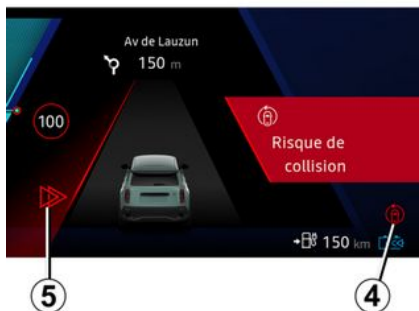 Av de Lauzun
150 m
100
Risque de
collision
150 km
5
4